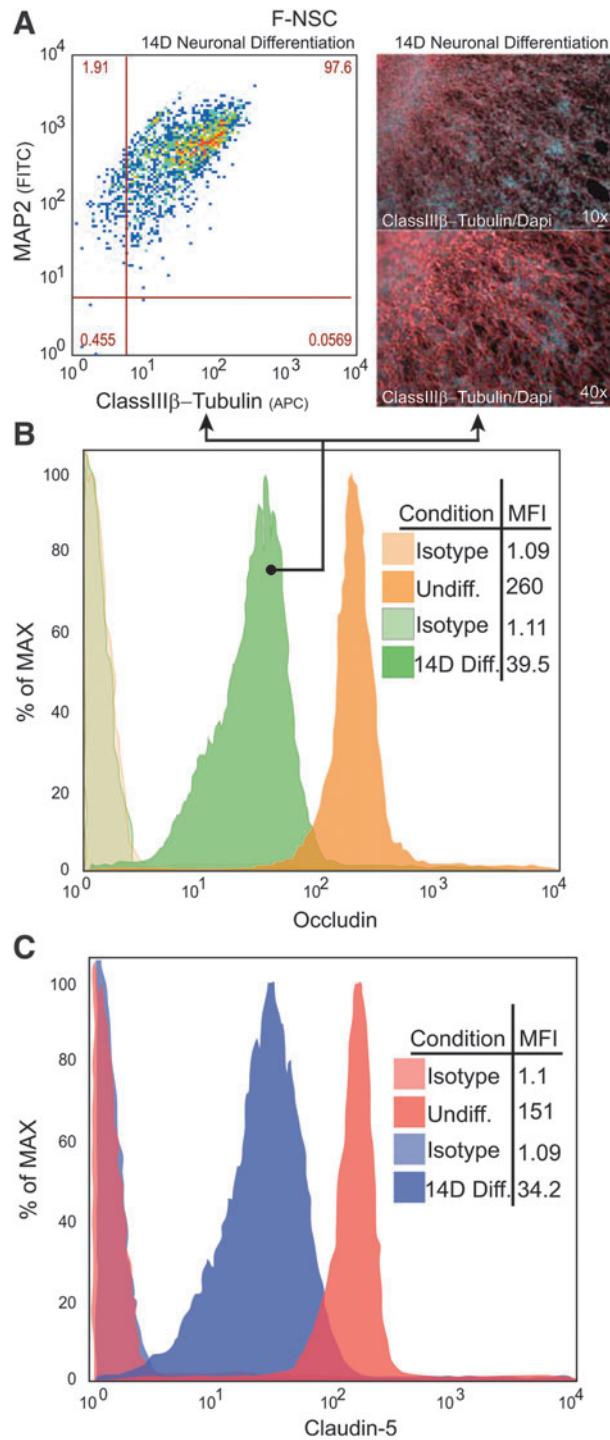 A
F-NSC
14D Neuronal Differentiation
14D Neuronal Differentiation
10⁴
10³
10²
10¹
10⁰
MAP2 (FITC)
1.91
97.6
0.455
0.0569
10⁰ 10¹ 10² 10³ 10⁴
ClassIIIβ–Tubulin (APC)
ClassIIIβ–Tubulin/Dapi
10x
ClassIIIβ–Tubulin/Dapi
40x
B
100
80
60
40
20
0
% of MAX
Condition MFI
Isotype 1.09
Undiff. 260
Isotype 1.11
14D Diff. 39.5
10⁰ 10¹ 10² 10³ 10⁴
Occludin
C
100
80
60
40
20
0
% of MAX
Condition MFI
Isotype 1.1
Undiff. 151
Isotype 1.09
14D Diff. 34.2
10⁰ 10¹ 10² 10³ 10⁴
Claudin-5